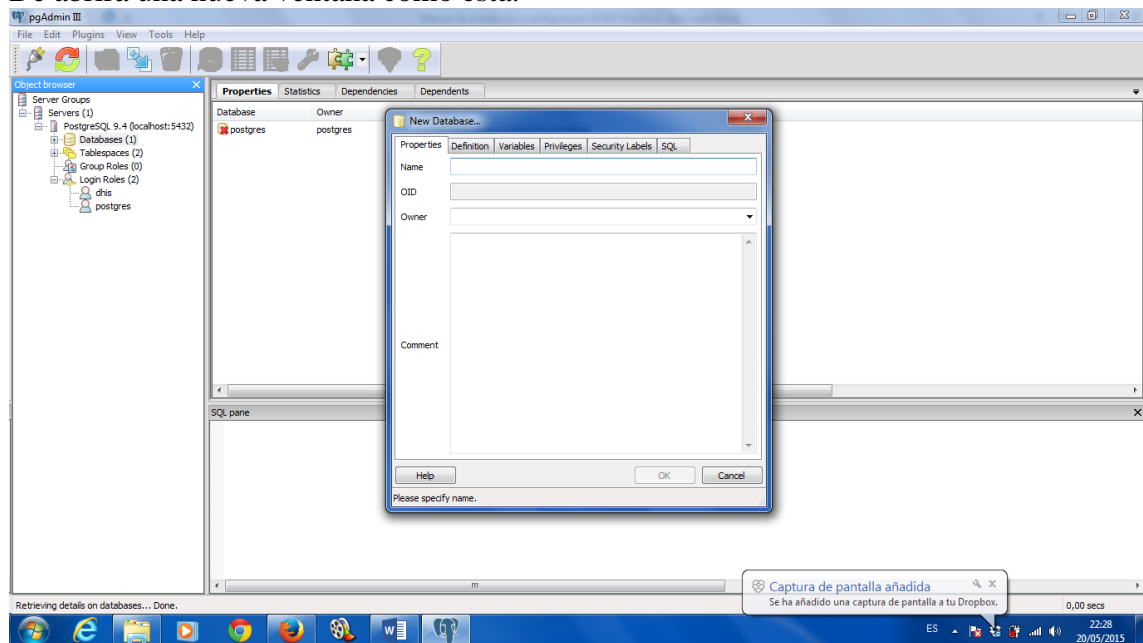 pgAdmin III
File Edit Plugins View Tools Help
Object browser
Server Groups
Servers (1)
PostgreSQL 9.4 (localhost:5432)
Databases (1)
Tablespaces (2)
Group Roles (0)
Login Roles (2)
dhis
postgres
Properties Statistics Dependencies Dependents
Database Owner
postgres postgres
New Database...
Properties Definition Variables Privileges Security Labels SQL
Name
OID
Owner
Comment
Help OK Cancel
Please specify name.
SQL pane
Captura de pantalla añadida
Se ha añadido una captura de pantalla a tu Dropbox.
Retrieving details on databases... Done.
0,00 secs
ES
22:28
20/05/2015